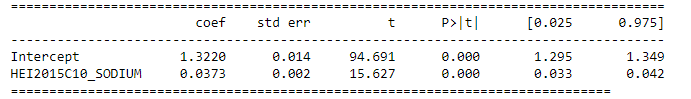 coef std err t P>|t| [0.025 0.975]
Intercept 1.3220 0.014 94.691 0.000 1.295 1.349
HEI2015C10_SODIUM 0.0373 0.002 15.627 0.000 0.033 0.042